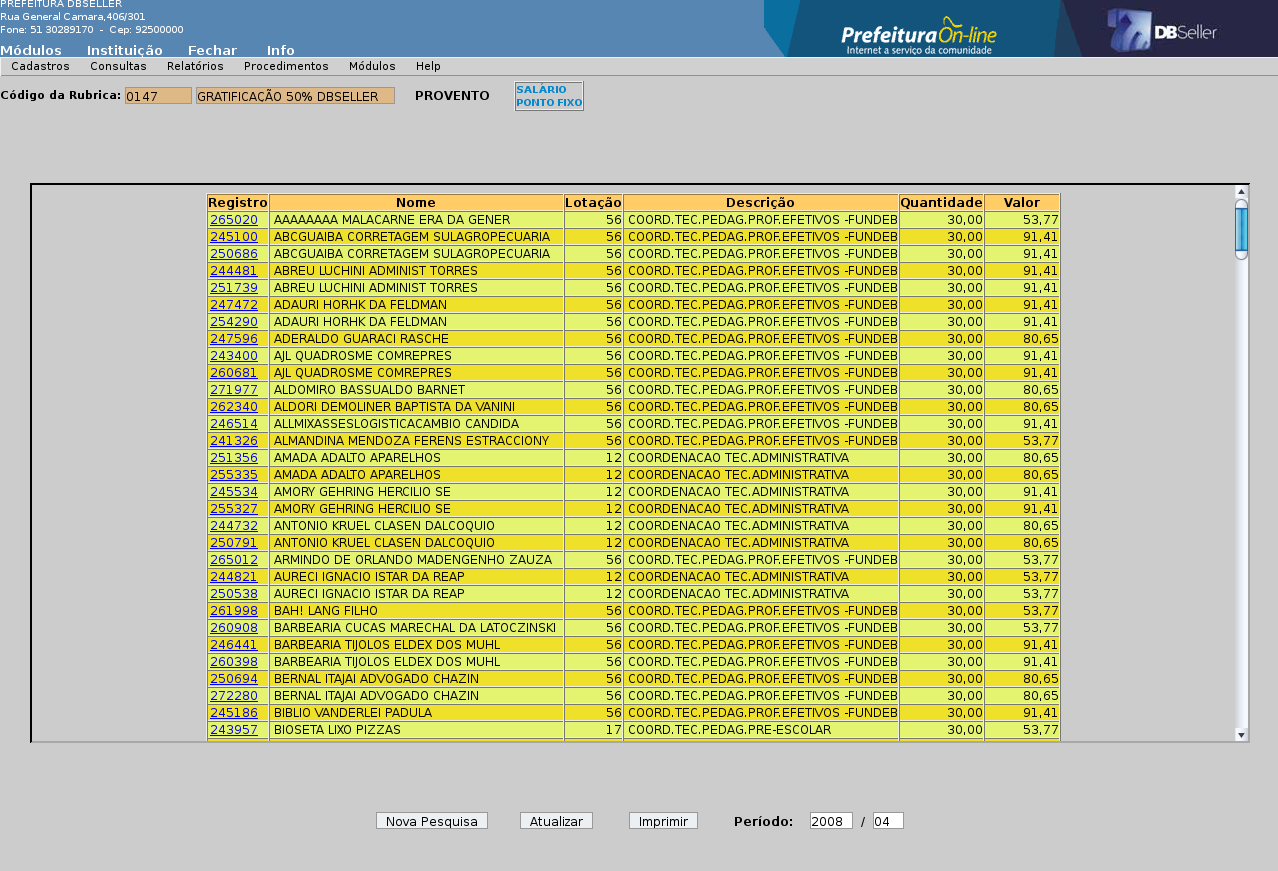 PREFEITURA DBSELLER
Rua General Camara,406/301
Fone: 51 30289170 - Cep: 92500000
Módulos Instituição Fechar Info
PrefeituraOn-line
Internet a serviço da comunidade
DBSeller
Cadastros Consultas Relatórios Procedimentos Módulos Help
Código da Rubrica: 0147 GRATIFICAÇÃO 50% DBSELLER PROVENTO SALÁRIO
PONTO FIXO
Registro Nome Lotação Descrição Quantidade Valor
265020 AAAAAAAA MALACARNE ERA DA GENER 56 COORD.TEC.PEDAG.PROF.EFETIVOS -FUNDEB 30,00 53,77
245100 ABCGUAIBA CORRETAGEM SULAGROPECUARIA 56 COORD.TEC.PEDAG.PROF.EFETIVOS -FUNDEB 30,00 91,41
250686 ABCGUAIBA CORRETAGEM SULAGROPECUARIA 56 COORD.TEC.PEDAG.PROF.EFETIVOS -FUNDEB 30,00 91,41
244481 ABREU LUCHINI ADMINIST TORRES 56 COORD.TEC.PEDAG.PROF.EFETIVOS -FUNDEB 30,00 91,41
251739 ABREU LUCHINI ADMINIST TORRES 56 COORD.TEC.PEDAG.PROF.EFETIVOS -FUNDEB 30,00 91,41
247472 ADAURI HORHK DA FELDMAN 56 COORD.TEC.PEDAG.PROF.EFETIVOS -FUNDEB 30,00 91,41
254290 ADAURI HORHK DA FELDMAN 56 COORD.TEC.PEDAG.PROF.EFETIVOS -FUNDEB 30,00 91,41
247596 ADERALDO GUARACI RASCHE 56 COORD.TEC.PEDAG.PROF.EFETIVOS -FUNDEB 30,00 80,65
243400 AJL QUADROSME COMREPRES 56 COORD.TEC.PEDAG.PROF.EFETIVOS -FUNDEB 30,00 91,41
260681 AJL QUADROSME COMREPRES 56 COORD.TEC.PEDAG.PROF.EFETIVOS -FUNDEB 30,00 91,41
271977 ALDOMIRO BASSUALDO BARNET 56 COORD.TEC.PEDAG.PROF.EFETIVOS -FUNDEB 30,00 80,65
262340 ALDORI DEMOLINER BAPTISTA DA VANINI 56 COORD.TEC.PEDAG.PROF.EFETIVOS -FUNDEB 30,00 80,65
246514 ALLMIXASSESLOGISTICACAMBIO CANDIDA 56 COORD.TEC.PEDAG.PROF.EFETIVOS -FUNDEB 30,00 91,41
241326 ALMANDINA MENDOZA FERENS ESTRACCIONY 56 COORD.TEC.PEDAG.PROF.EFETIVOS -FUNDEB 30,00 53,77
251356 AMADA ADALTO APARELHOS 12 COORDENACAO TEC.ADMINISTRATIVA 30,00 80,65
255335 AMADA ADALTO APARELHOS 12 COORDENACAO TEC.ADMINISTRATIVA 30,00 80,65
245534 AMORY GEHRING HERCILIO SE 12 COORDENACAO TEC.ADMINISTRATIVA 30,00 91,41
255327 AMORY GEHRING HERCILIO SE 12 COORDENACAO TEC.ADMINISTRATIVA 30,00 91,41
244732 ANTONIO KRUEL CLASEN DALCOQUIO 12 COORDENACAO TEC.ADMINISTRATIVA 30,00 80,65
250791 ANTONIO KRUEL CLASEN DALCOQUIO 12 COORDENACAO TEC.ADMINISTRATIVA 30,00 80,65
265012 ARMINDO DE ORLANDO MADENGENHO ZAUZA 56 COORD.TEC.PEDAG.PROF.EFETIVOS -FUNDEB 30,00 53,77
244821 AURECI IGNACIO ISTAR DA REAP 12 COORDENACAO TEC.ADMINISTRATIVA 30,00 53,77
250538 AURECI IGNACIO ISTAR DA REAP 12 COORDENACAO TEC.ADMINISTRATIVA 30,00 53,77
261998 BAH! LANG FILHO 56 COORD.TEC.PEDAG.PROF.EFETIVOS -FUNDEB 30,00 53,77
260908 BARBEARIA CUCAS MARECHAL DA LATOCZINSKI 56 COORD.TEC.PEDAG.PROF.EFETIVOS -FUNDEB 30,00 53,77
246441 BARBEARIA TIJOLOS ELDEX DOS MUHL 56 COORD.TEC.PEDAG.PROF.EFETIVOS -FUNDEB 30,00 91,41
260398 BARBEARIA TIJOLOS ELDEX DOS MUHL 56 COORD.TEC.PEDAG.PROF.EFETIVOS -FUNDEB 30,00 91,41
250694 BERNAL ITAJAI ADVOGADO CHAZIN 56 COORD.TEC.PEDAG.PROF.EFETIVOS -FUNDEB 30,00 80,65
272280 BERNAL ITAJAI ADVOGADO CHAZIN 56 COORD.TEC.PEDAG.PROF.EFETIVOS -FUNDEB 30,00 80,65
245186 BIBLIO VANDERLEI PADULA 56 COORD.TEC.PEDAG.PROF.EFETIVOS -FUNDEB 30,00 91,41
243957 BIOSETA LIXO PIZZAS 17 COORD.TEC.PEDAG.PRE-ESCOLAR 30,00 53,77
Nova Pesquisa Atualizar Imprimir Período: 2008 / 04